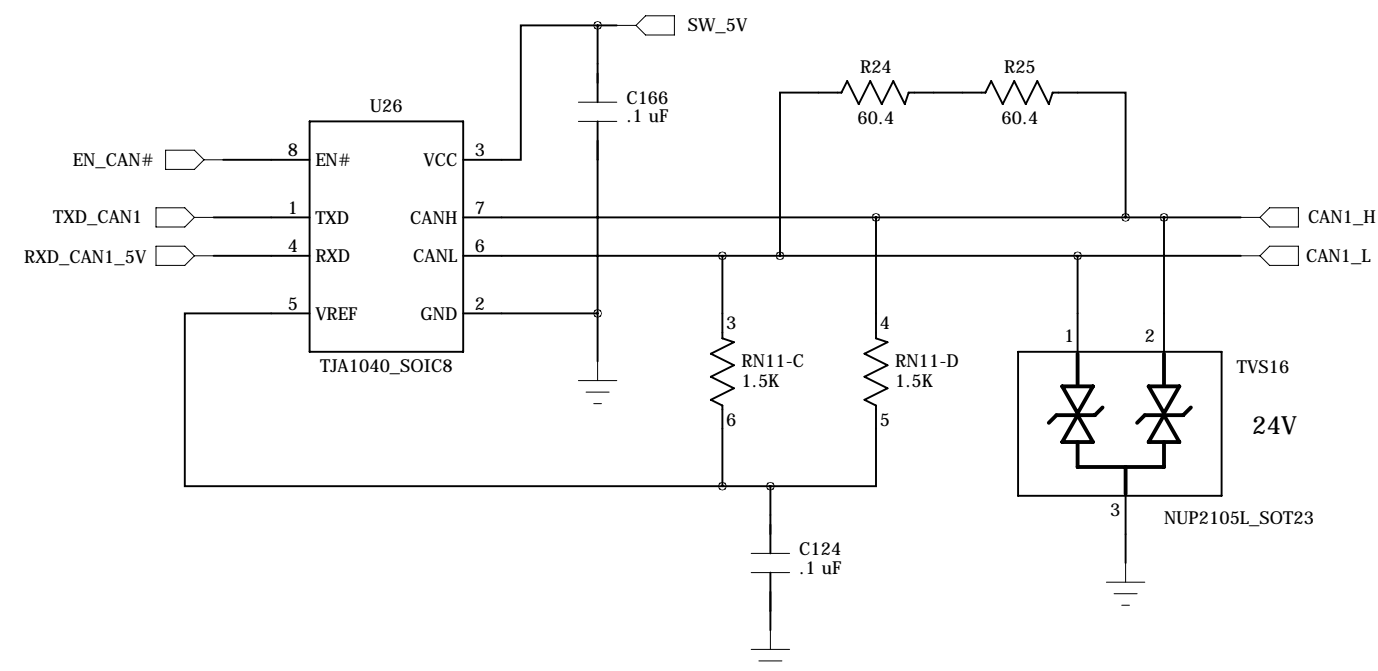 SW_5V
R24
R25
C166
.1 uF
60.4
60.4
U26
EN_CAN#
8
EN#
VCC
3
TXD_CAN1
1
TXD
CANH
7
CAN1_H
RXD_CAN1_5V
4
RXD
CANL
6
CAN1_L
5
VREF
GND
2
TJA1040_SOIC8
3
RN11-C
1.5K
6
4
RN11-D
1.5K
5
1
2
TVS16
24V
3
NUP2105L_SOT23
C124
.1 uF